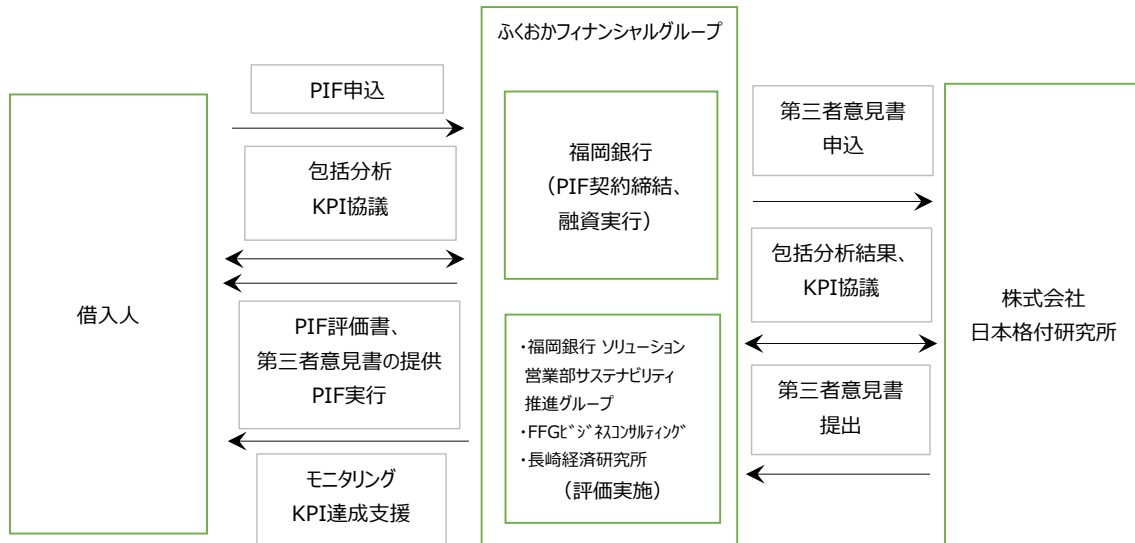 ふくおかフィナンシャルグループ
借入人
PIF申込
包括分析
KPI協議
PIF評価書、
第三者意見書の提供
PIF実行
モニタリング
KPI達成支援
福岡銀行
(PIF契約締結、
融資実行)
・福岡銀行 ソリューション
営業部サステナビリティ
推進グループ
・FFGﾋﾞｼﾞﾈｽｺﾝｻﾙﾃｨﾝｸﾞ
・長崎経済研究所
(評価実施)
第三者意見書
申込
包括分析結果、
KPI協議
第三者意見書
提出
株式会社
日本格付研究所